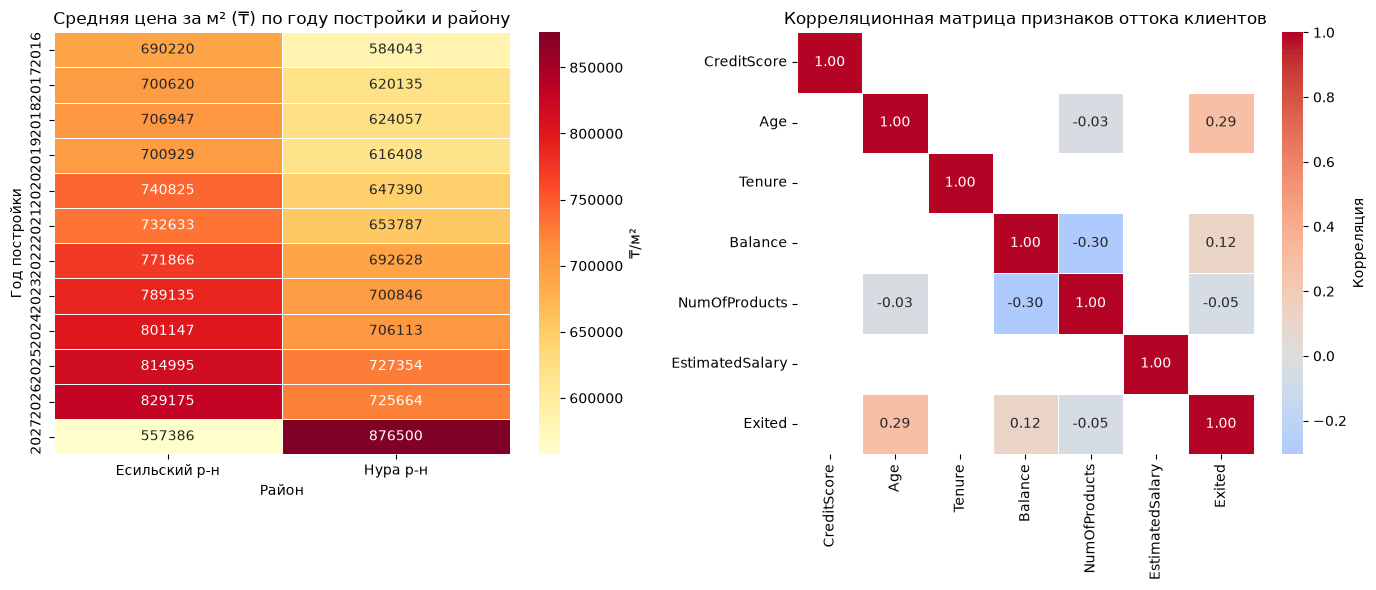 Средняя цена за м² (₸) по году постройки и району
Год постройки
2016 690220 584043
2017 700620 620135
2018 706947 624057
2019 700929 616408
2020 740825 647390
2021 732633 653787
2022 771866 692628
2023 789135 700846
2024 801147 706113
2025 814995 727354
2026 829175 725664
2027 557386 876500
Есильский р-н Нура р-н
Район
850000
800000
750000
700000
650000
600000
₸/м²
Корреляционная матрица признаков оттока клиентов
CreditScore 1.00
Age 1.00 -0.03 0.29
Tenure 1.00
Balance 1.00 -0.30 0.12
NumOfProducts -0.03 -0.30 1.00 -0.05
EstimatedSalary 1.00
Exited 0.29 0.12 -0.05 1.00
CreditScore Age Tenure Balance NumOfProducts EstimatedSalary Exited
1.0
0.8
0.6
0.4
0.2
0.0
−0.2
Корреляция